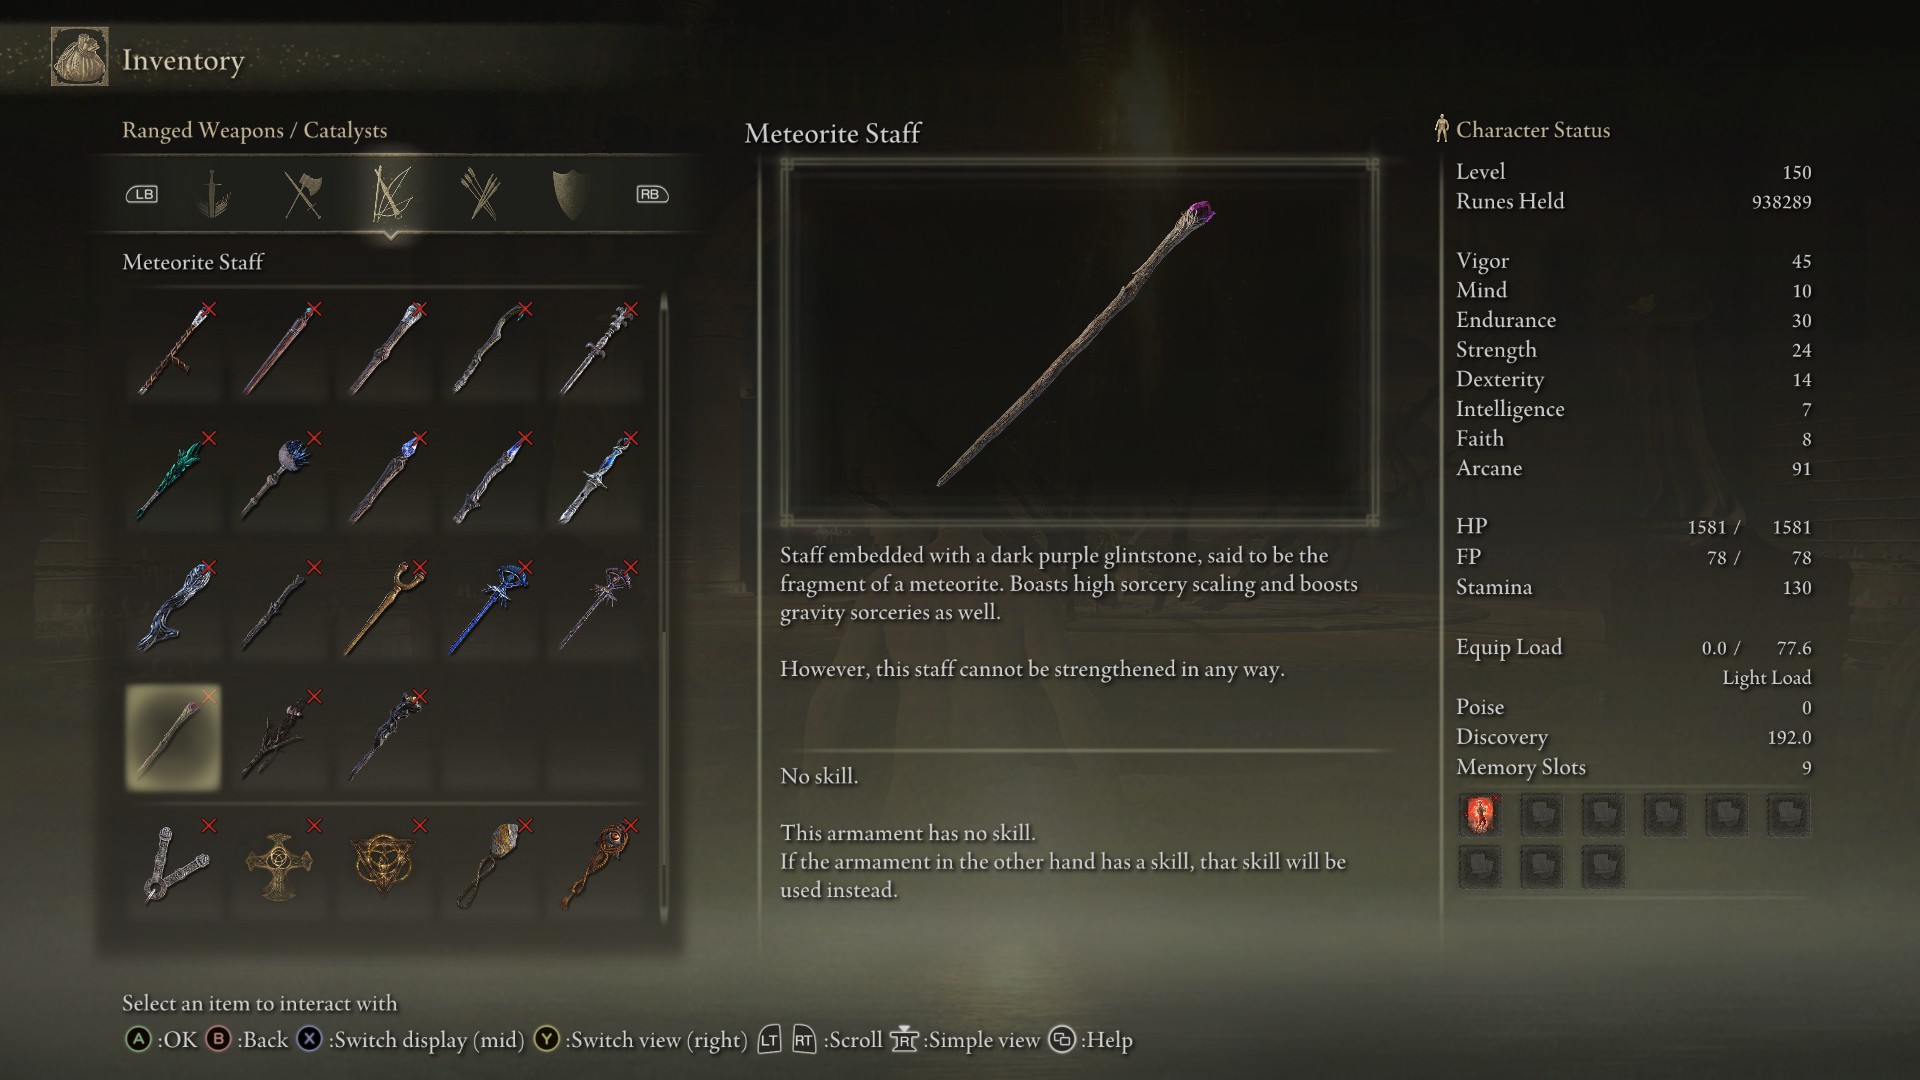 Inventory
Ranged Weapons / Catalysts
LB
RB
Meteorite Staff
Meteorite Staff
Staff embedded with a dark purple glintstone, said to be the
fragment of a meteorite. Boasts high sorcery scaling and boosts
gravity sorceries as well.
However, this staff cannot be strengthened in any way.
No skill.
This armament has no skill.
If the armament in the other hand has a skill, that skill will be
used instead.
Character Status
Level 150
Runes Held 938289
Vigor 45
Mind 10
Endurance 30
Strength 24
Dexterity 14
Intelligence 7
Faith 8
Arcane 91
HP 1581 / 1581
FP 78 / 78
Stamina 130
Equip Load 0.0 / 77.6
Light Load
Poise 0
Discovery 192.0
Memory Slots 9
Select an item to interact with
A :OK B :Back X :Switch display (mid) Y :Switch view (right) LT RT :Scroll R :Simple view :Help